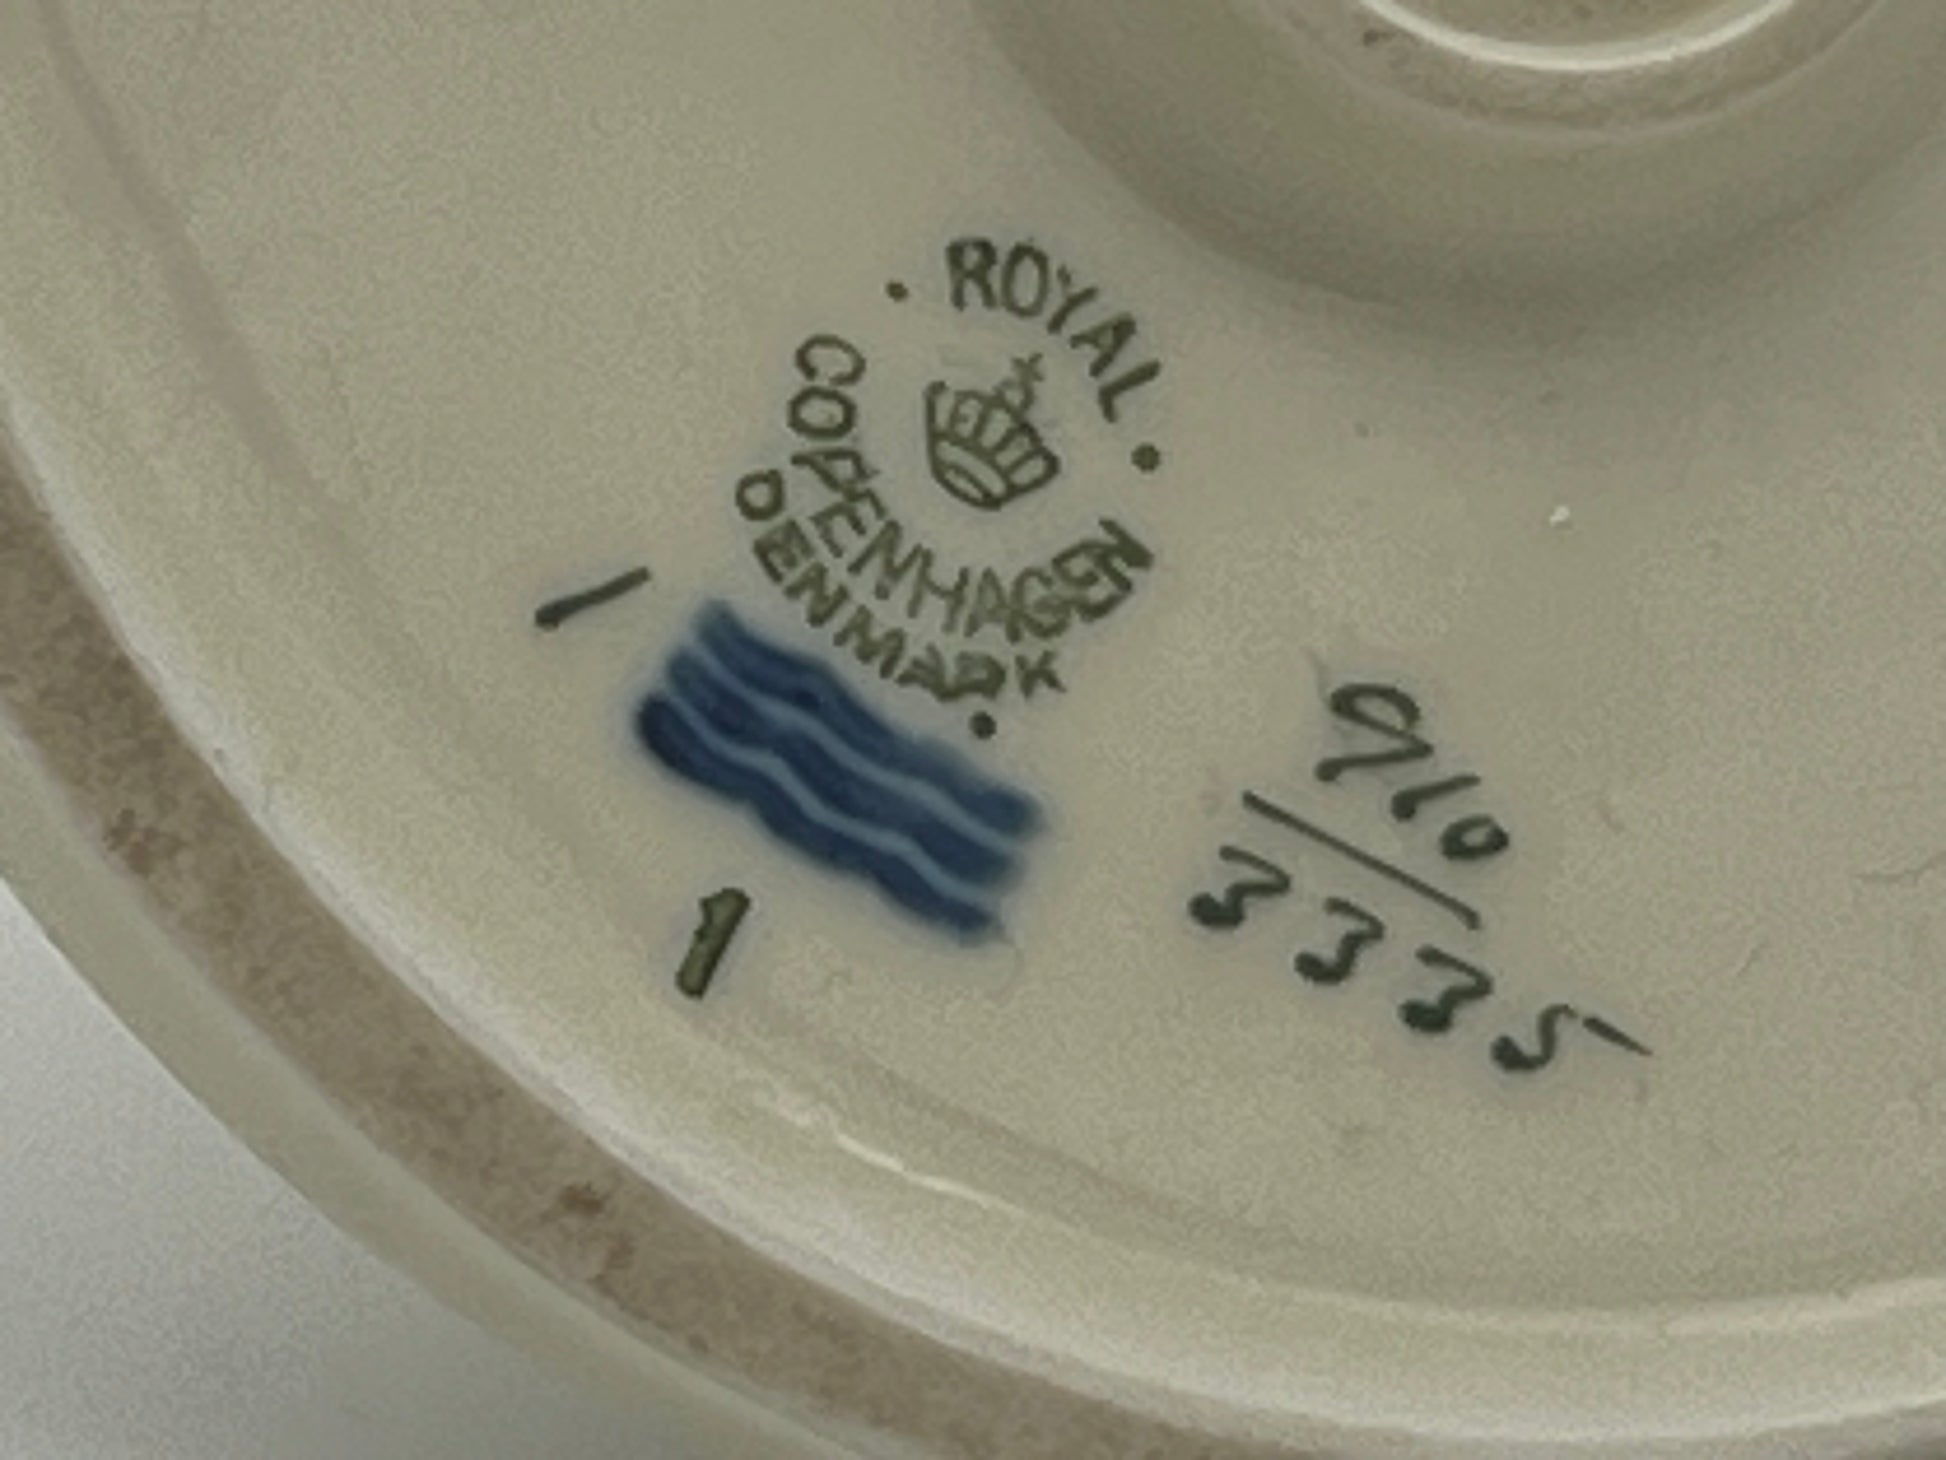 ROYAL
COPENHAGEN
DENMARK
1
1
910
3335